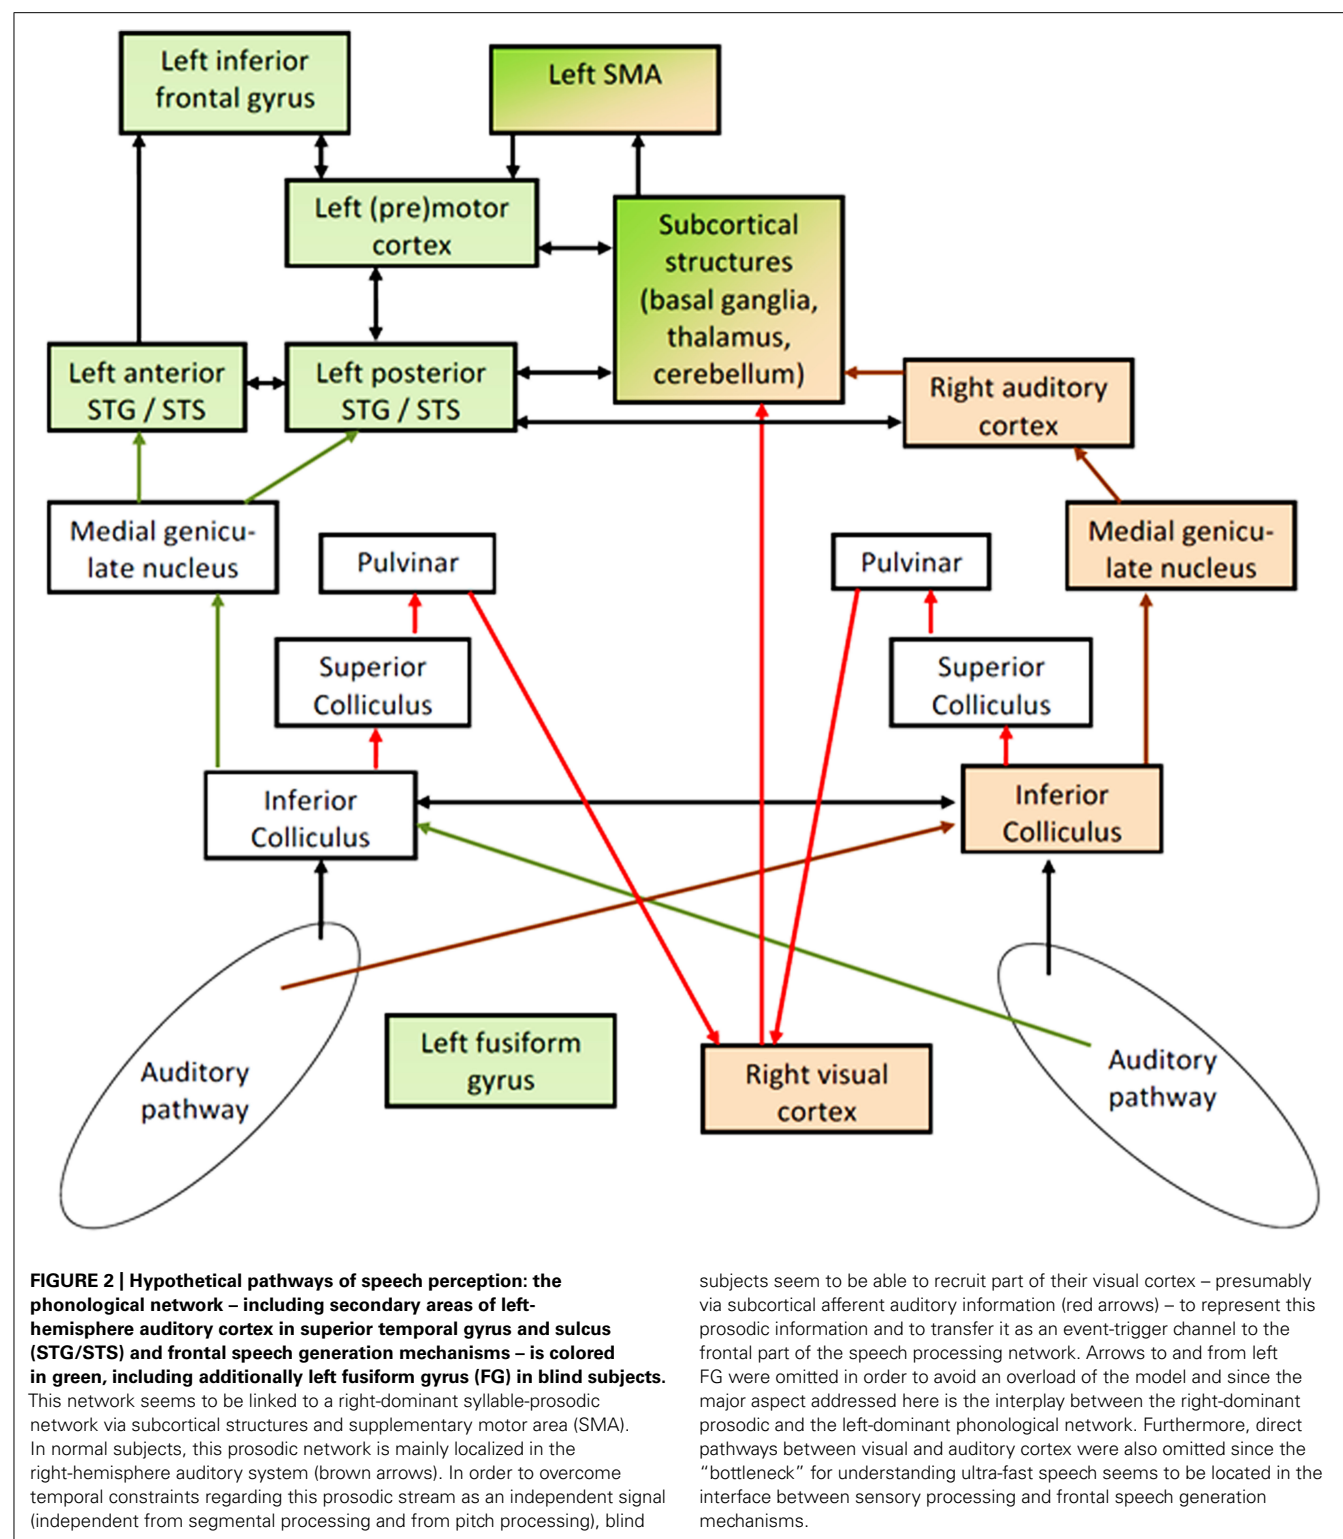 Left inferior
frontal gyrus
Left SMA
Left (pre)motor
cortex
Subcortical
structures
(basal ganglia,
thalamus,
cerebellum)
Left anterior
STG / STS
Left posterior
STG / STS
Right auditory
cortex
Medial genicu-
late nucleus
Pulvinar
Pulvinar
Medial genicu-
late nucleus
Superior
Colliculus
Superior
Colliculus
Inferior
Colliculus
Inferior
Colliculus
Auditory
pathway
Left fusiform
gyrus
Right visual
cortex
Auditory
pathway
FIGURE 2 | Hypothetical pathways of speech perception: the
phonological network – including secondary areas of left-
hemisphere auditory cortex in superior temporal gyrus and sulcus
(STG/STS) and frontal speech generation mechanisms – is colored
in green, including additionally left fusiform gyrus (FG) in blind subjects.
This network seems to be linked to a right-dominant syllable-prosodic
network via subcortical structures and supplementary motor area (SMA).
In normal subjects, this prosodic network is mainly localized in the
right-hemisphere auditory system (brown arrows). In order to overcome
temporal constraints regarding this prosodic stream as an independent signal
(independent from segmental processing and from pitch processing), blind
subjects seem to be able to recruit part of their visual cortex – presumably
via subcortical afferent auditory information (red arrows) – to represent this
prosodic information and to transfer it as an event-trigger channel to the
frontal part of the speech processing network. Arrows to and from left
FG were omitted in order to avoid an overload of the model and since the
major aspect addressed here is the interplay between the right-dominant
prosodic and the left-dominant phonological network. Furthermore, direct
pathways between visual and auditory cortex were also omitted since the
“bottleneck” for understanding ultra-fast speech seems to be located in the
interface between sensory processing and frontal speech generation
mechanisms.